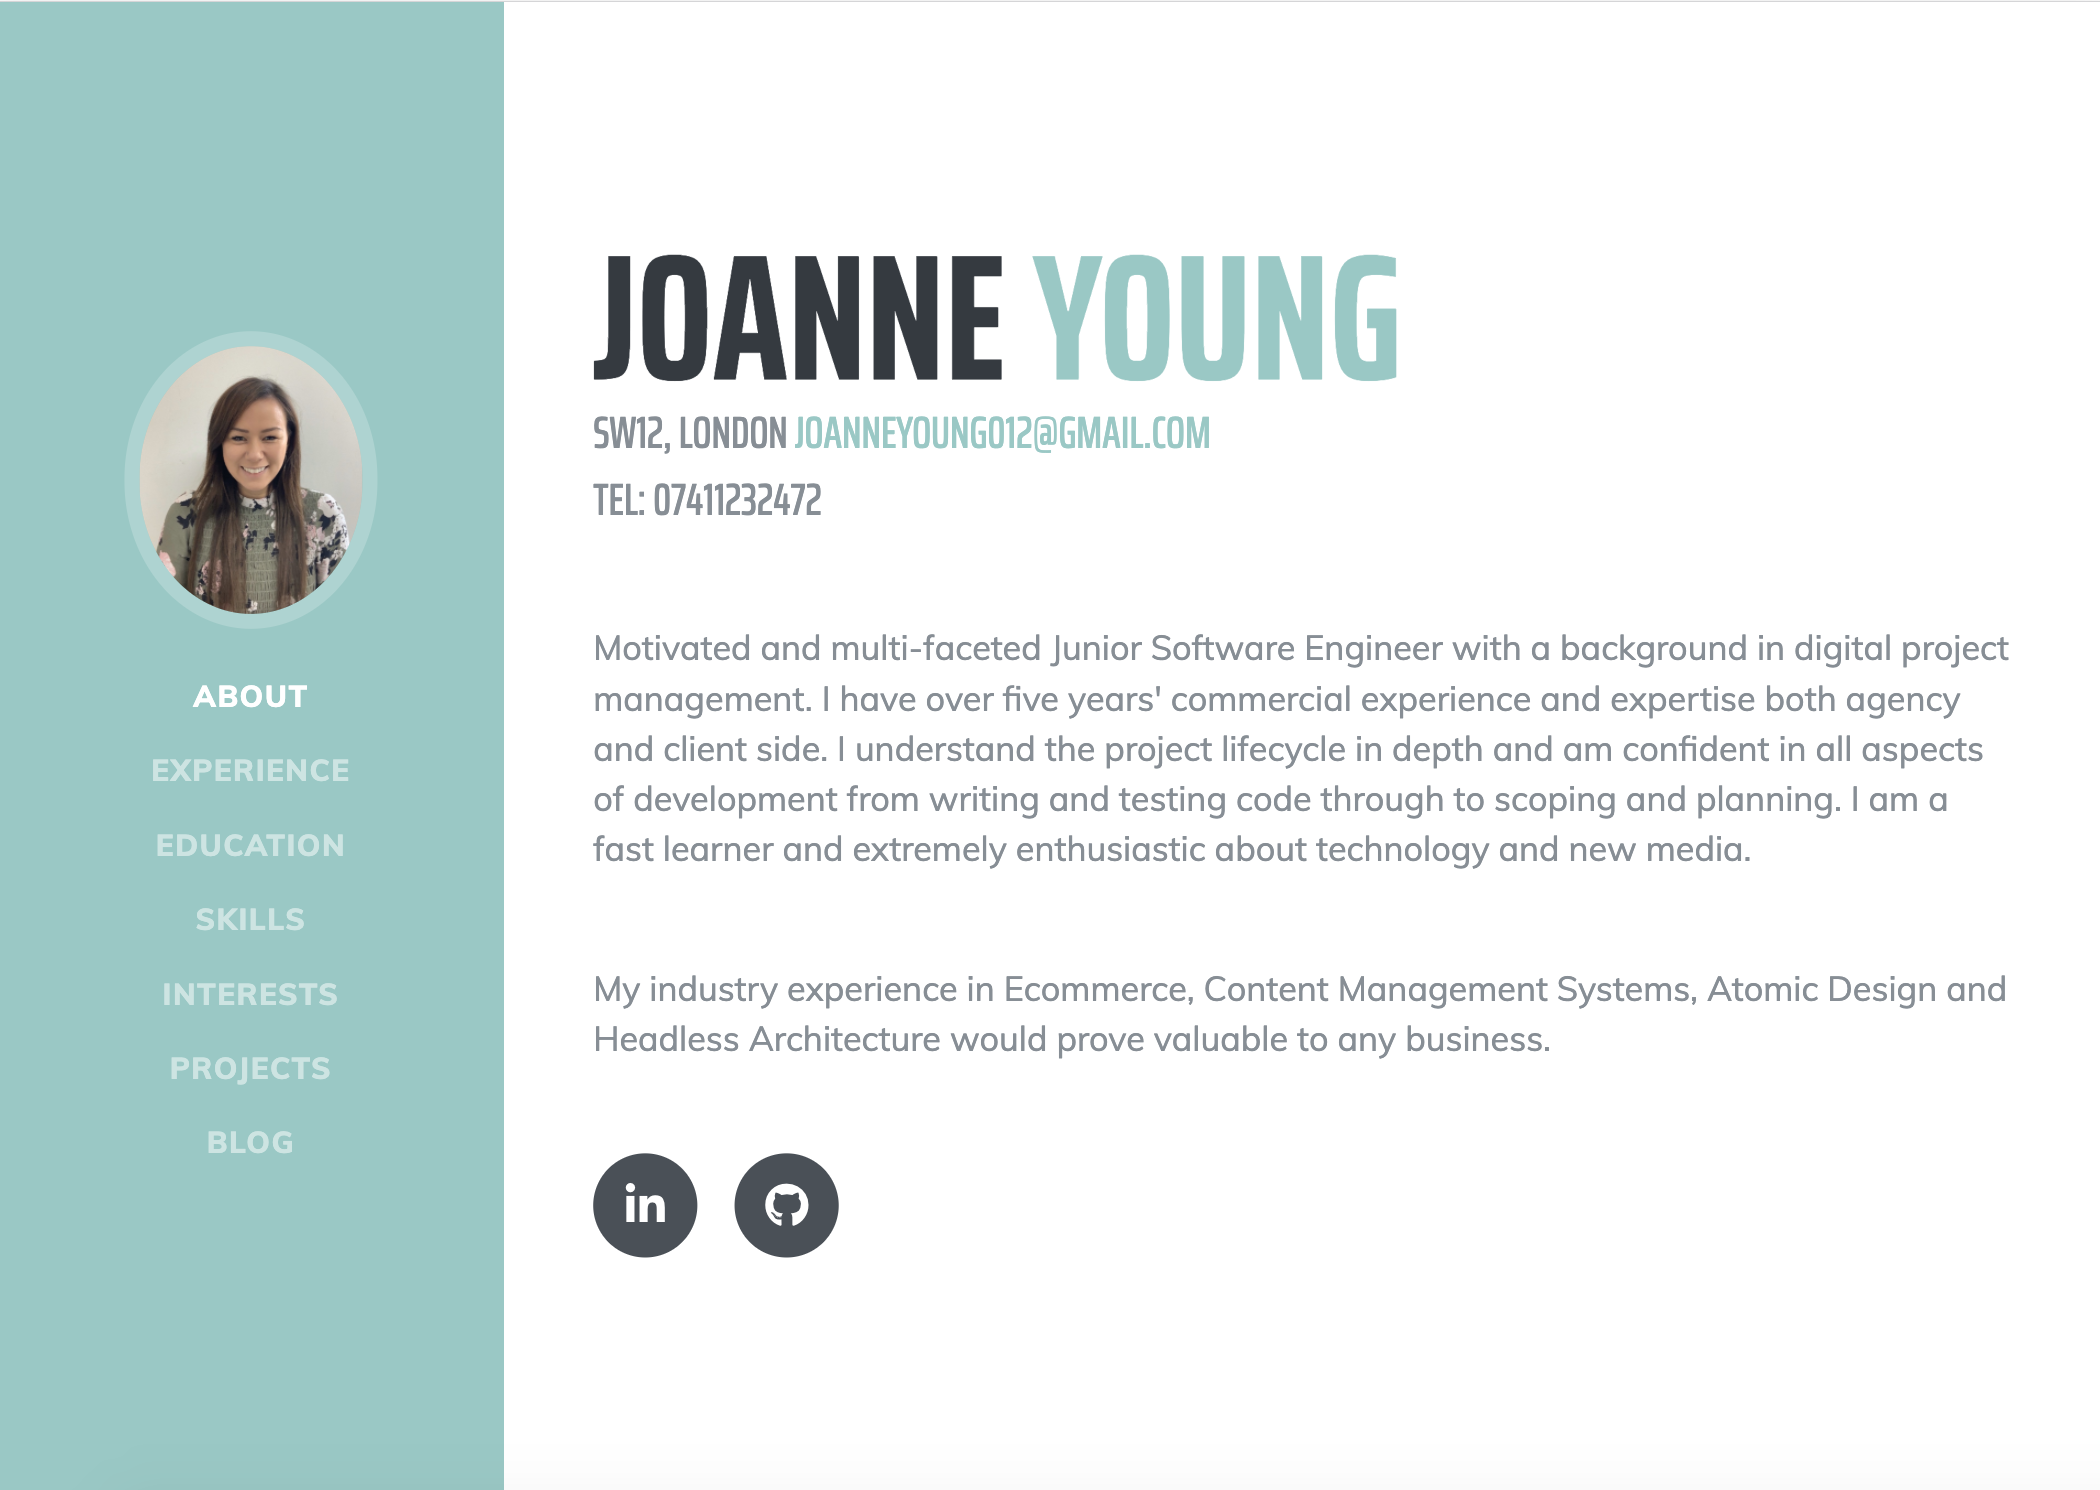 ABOUT
EXPERIENCE
EDUCATION
SKILLS
INTERESTS
PROJECTS
BLOG
JOANNE YOUNG
SW12, LONDON JOANNEYOUNG012@GMAIL.COM
TEL: 07411232472
Motivated and multi-faceted Junior Software Engineer with a background in digital project
management. I have over five years' commercial experience and expertise both agency
and client side. I understand the project lifecycle in depth and am confident in all aspects
of development from writing and testing code through to scoping and planning. I am a
fast learner and extremely enthusiastic about technology and new media.
My industry experience in Ecommerce, Content Management Systems, Atomic Design and
Headless Architecture would prove valuable to any business.
in